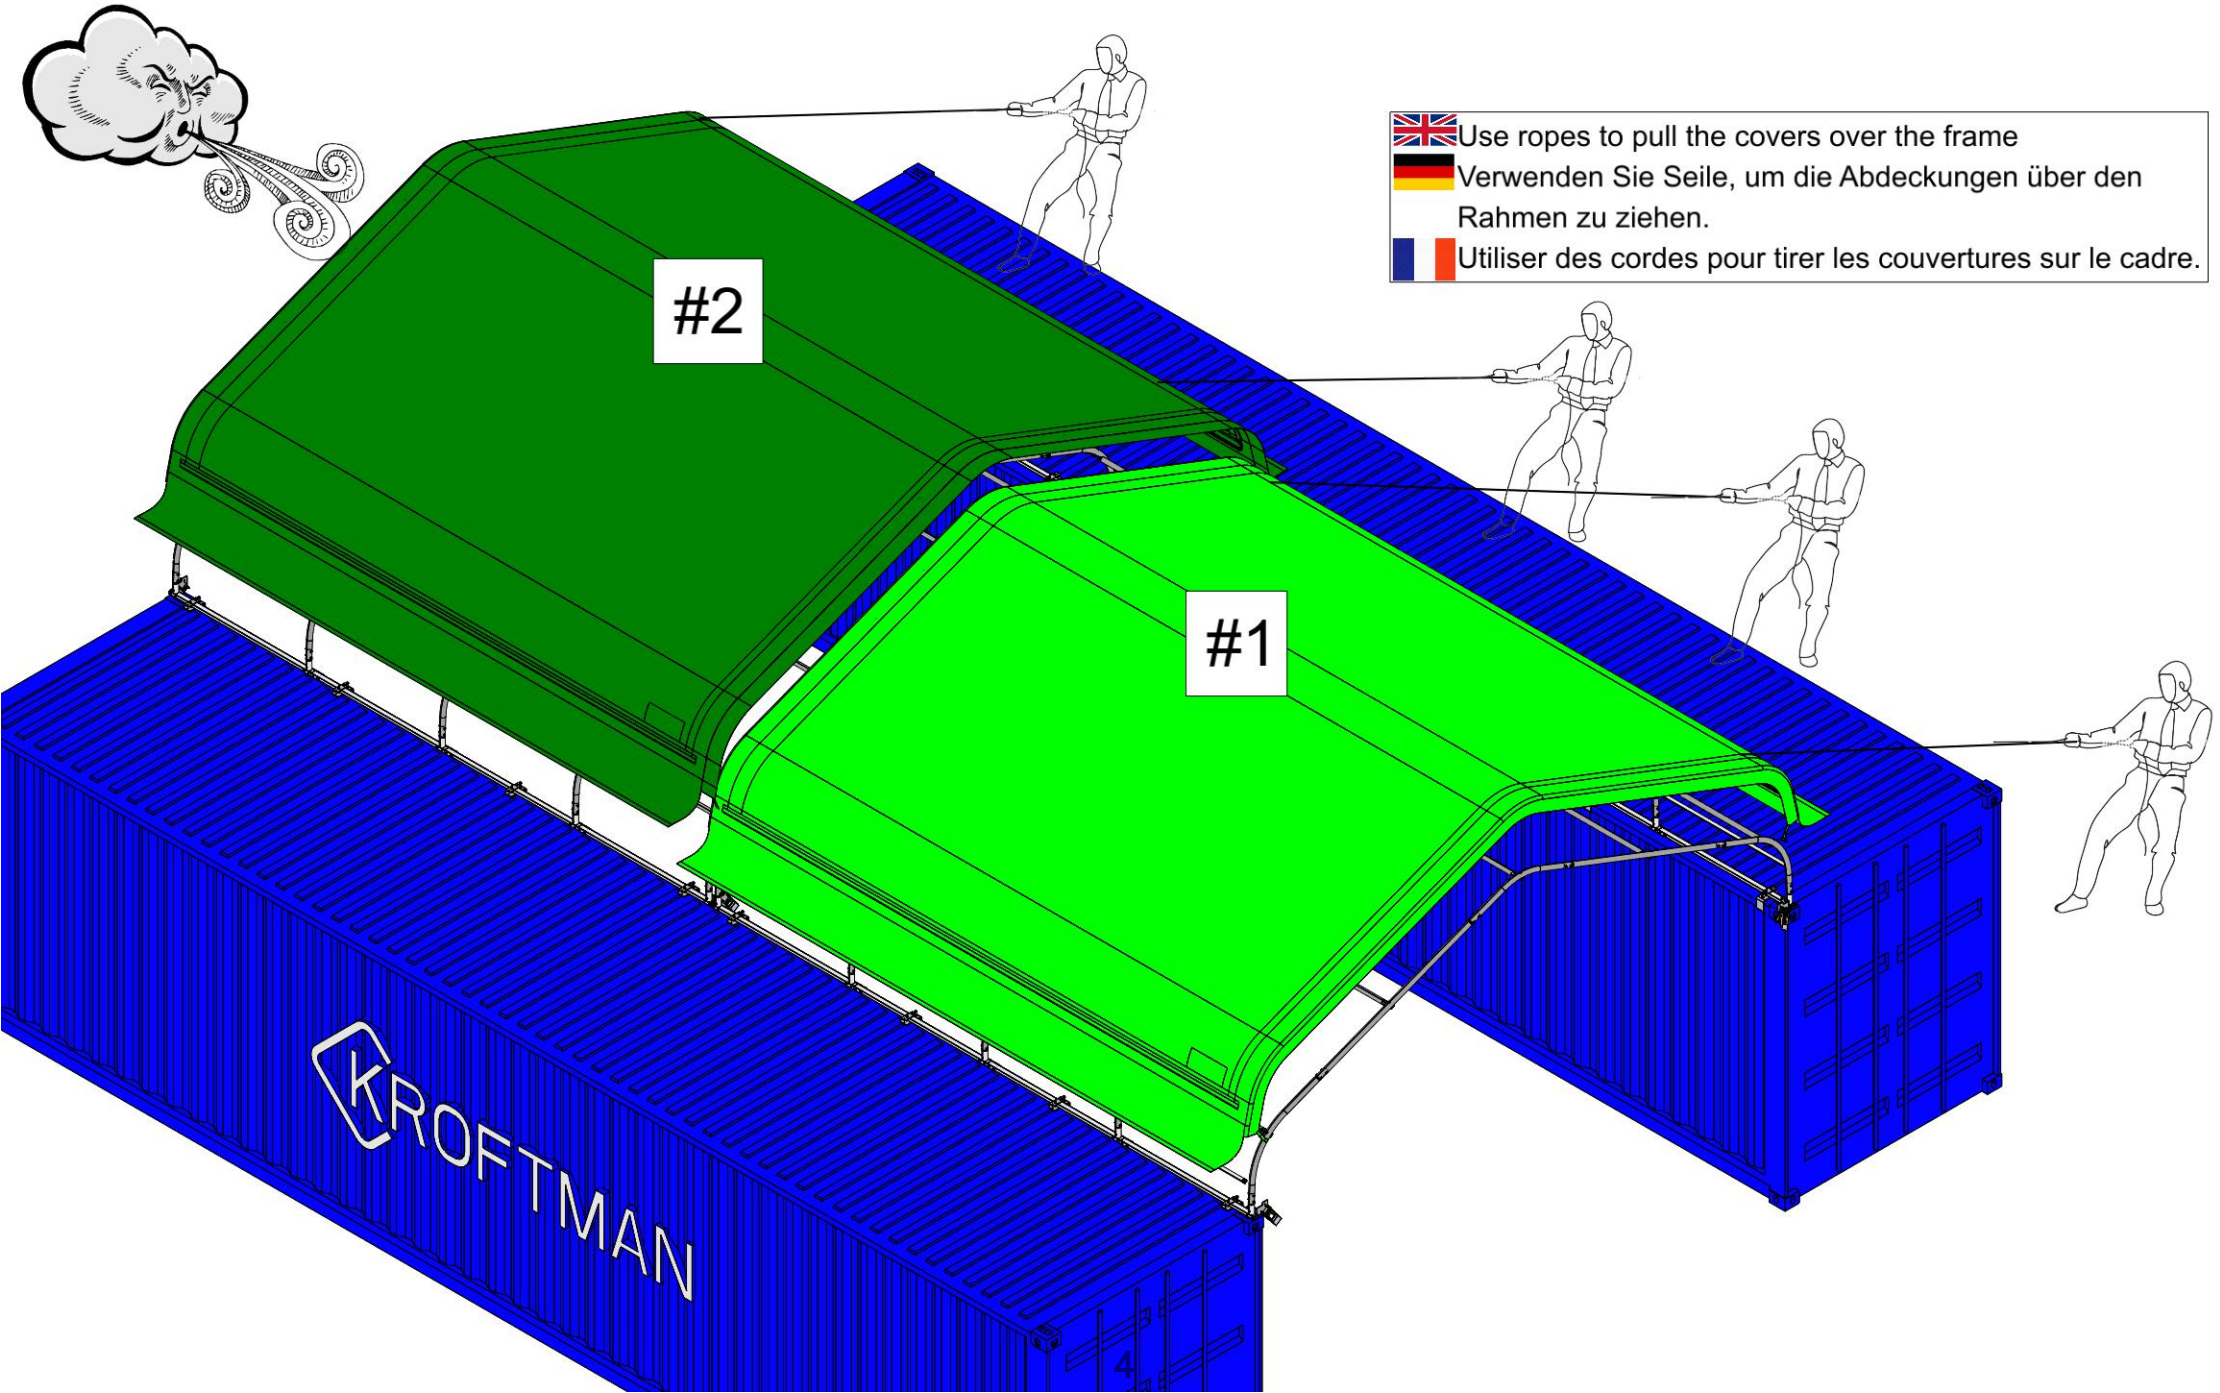 Use ropes to pull the covers over the frame
Verwenden Sie Seile, um die Abdeckungen über den
Rahmen zu ziehen.
Utiliser des cordes pour tirer les couvertures sur le cadre.
#2
#1
KROFTMAN
4